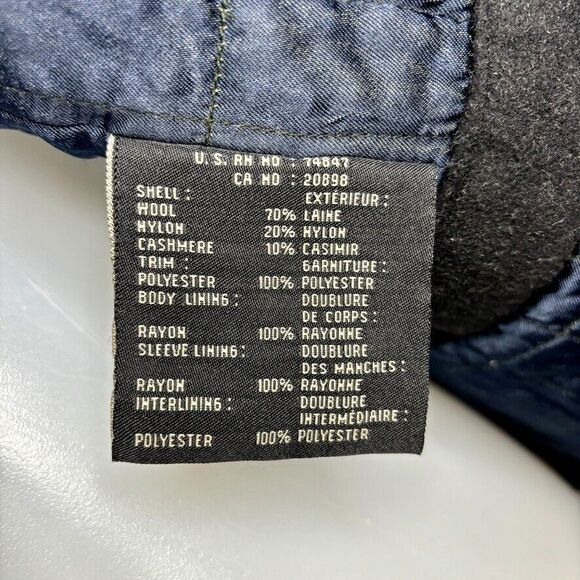 U.S. RN NO : 74847
CA NO : 20898
SHELL : EXTÉRIEUR :
WOOL 70% LAINE
NYLON 20% NYLON
CASHMERE 10% CASIMIR
TRIM : GARNITURE :
POLYESTER 100% POLYESTER
BODY LINING : DOUBLURE
DE CORPS :
RAYON 100% RAYONNE
SLEEVE LINING : DOUBLURE
DES MANCHES :
RAYON 100% RAYONNE
INTERLINING : DOUBLURE
INTERMÉDIAIRE :
POLYESTER 100% POLYESTER